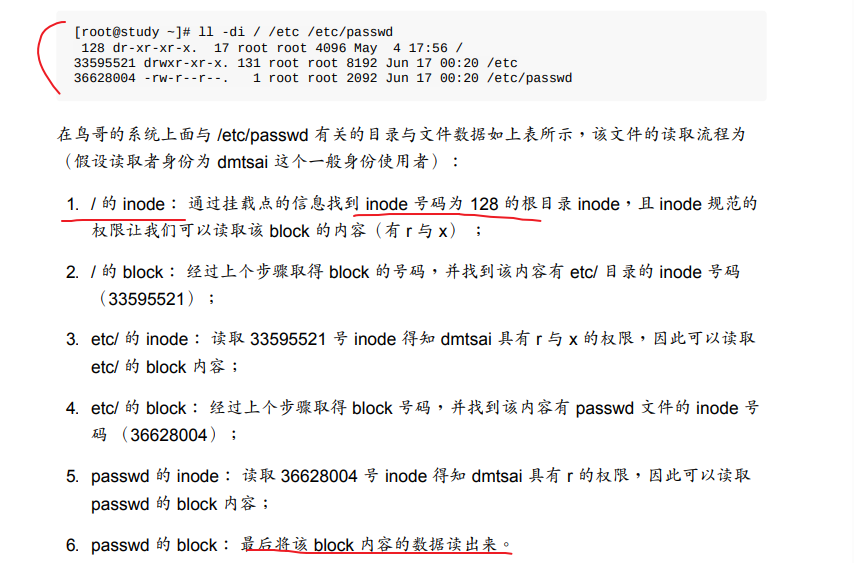 [root@study ~]# ll -di / /etc /etc/passwd
128 dr-xr-xr-x. 17 root root 4096 May 4 17:56 /
33595521 drwxr-xr-x. 131 root root 8192 Jun 17 00:20 /etc
36628004 -rw-r--r--. 1 root root 2092 Jun 17 00:20 /etc/passwd
在鸟哥的系统上面与 /etc/passwd 有关的目录与文件数据如上表所示，该文件的读取流程为
（假设读取者身份为 dmtsai 这个一般身份使用者）：
1. / 的 inode： 通过挂载点的信息找到 inode 号码为 128 的根目录 inode，且 inode 规范的
权限让我们可以读取该 block 的内容（有 r 与 x） ；
2. / 的 block： 经过上个步骤取得 block 的号码，并找到该内容有 etc/ 目录的 inode 号码
（33595521）；
3. etc/ 的 inode： 读取 33595521 号 inode 得知 dmtsai 具有 r 与 x 的权限，因此可以读取
etc/ 的 block 内容；
4. etc/ 的 block： 经过上个步骤取得 block 号码，并找到该内容有 passwd 文件的 inode 号
码 （36628004）；
5. passwd 的 inode： 读取 36628004 号 inode 得知 dmtsai 具有 r 的权限，因此可以读取
passwd 的 block 内容；
6. passwd 的 block： 最后将该 block 内容的数据读出来。